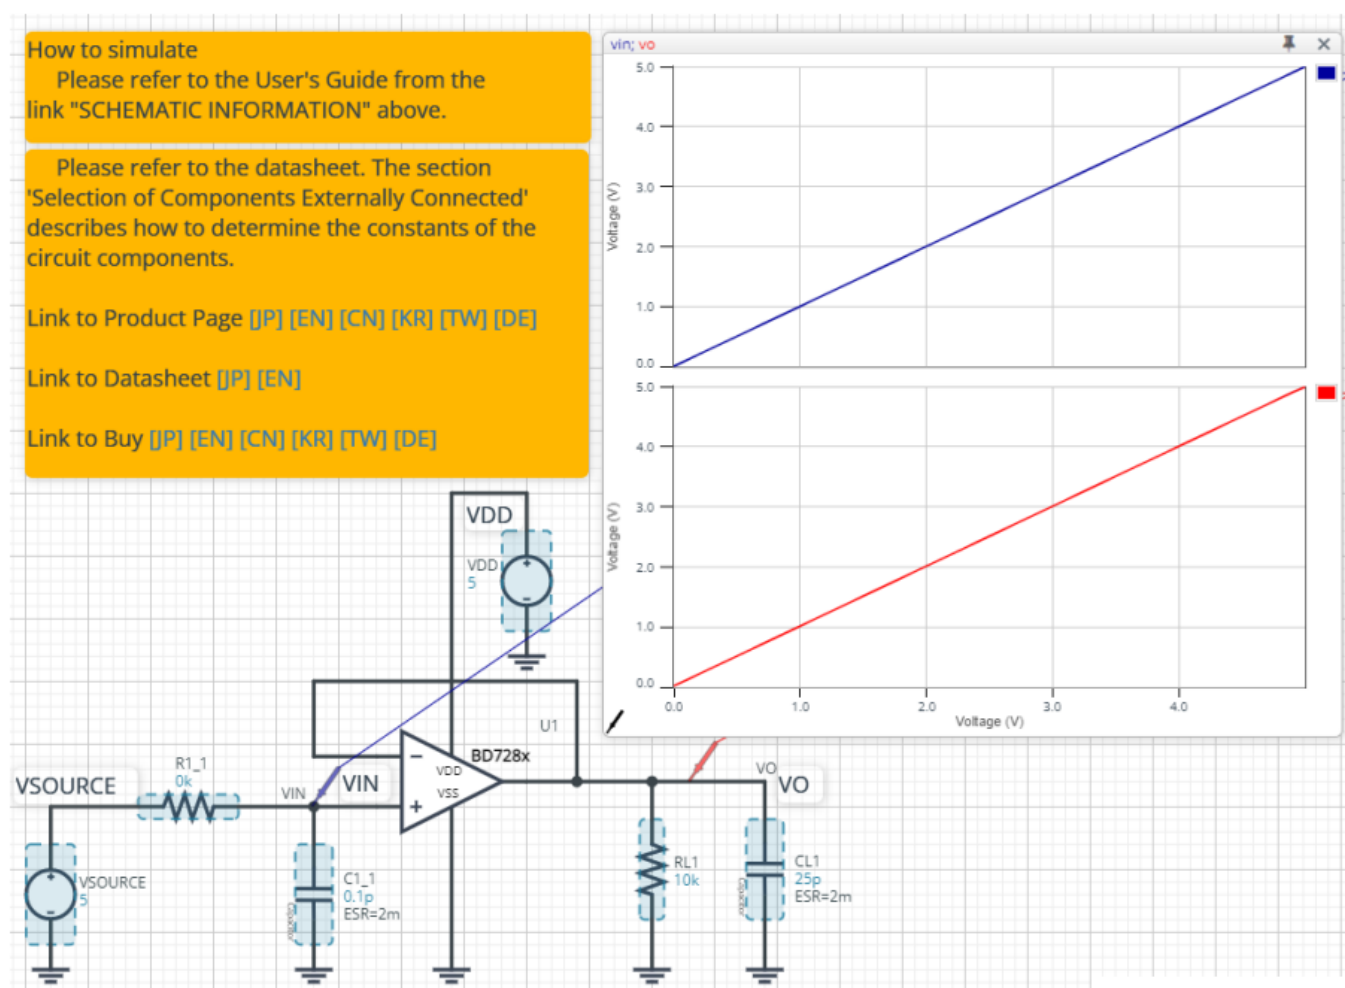 How to simulate
Please refer to the User's Guide from the
link "SCHEMATIC INFORMATION" above.
Please refer to the datasheet. The section
'Selection of Components Externally Connected'
describes how to determine the constants of the
circuit components.
Link to Product Page [JP] [EN] [CN] [KR] [TW] [DE]
Link to Datasheet [JP] [EN]
Link to Buy [JP] [EN] [CN] [KR] [TW] [DE]
vin; vo
5.0
4.0
3.0
2.0
1.0
0.0
Voltage (V)
5.0
4.0
3.0
2.0
1.0
0.0
Voltage (V)
0.0 1.0 2.0 3.0 4.0
Voltage (V)
VDD
VDD
5
U1
BD728x
VDD
VSS
R1_1
0k
VSOURCE
VIN
VIN
VO
VO
VSOURCE
5
C1_1
0.1p
ESR=2m
Capacitor
RL1
10k
CL1
25p
ESR=2m
Capacitor